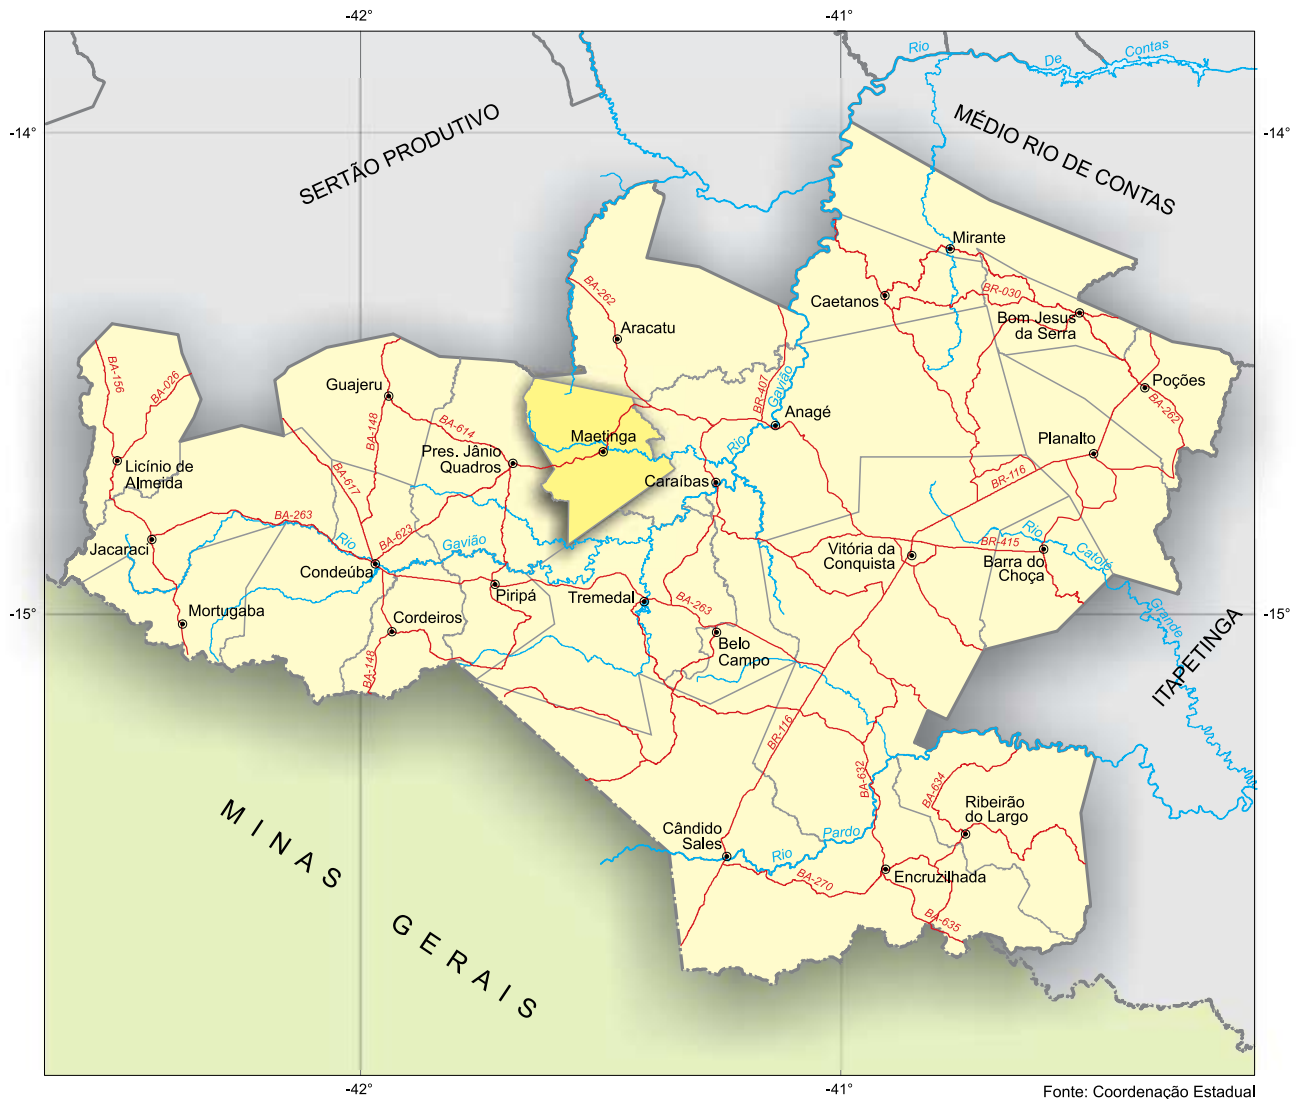 -42°
-41°
Rio
De
Contas
-14°
-14°
SERTÃO PRODUTIVO
MÉDIO RIO DE CONTAS
Mirante
BA-262
Caetanos
BR-030
Bom Jesus
da Serra
Aracatu
BA-156
BA-026
Guajeru
BR-407
Gavião
Poções
BA-262
Anagé
BA-148
BA-614
Maetinga
Rio
Planalto
Pres. Jânio
Quadros
Licínio de
Almeida
BA-617
Caraíbas
BR-116
BA-263
Jacaraci
Rio
BA-623
Gavião
Vitória da
Conquista
BR-415
Rio
Catolé
Grande
Barra do
Choça
Condeúba
Piripá
Tremedal
BA-263
Mortugaba
Cordeiros
-15°
-15°
Belo
Campo
BA-148
ITAPETINGA
BR-116
BA-632
BA-634
Ribeirão
do Largo
Cândido
Sales
Rio
Pardo
BA-270
Encruzilhada
BA-635
MINAS GERAIS
-42°
-41°
Fonte: Coordenação Estadual